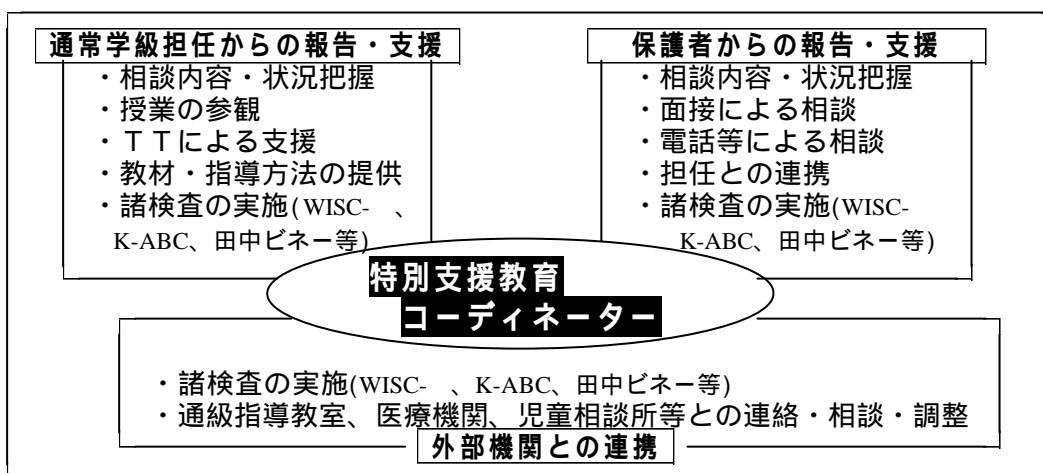 通常学級担任からの報告・支援
・相談内容・状況把握
・授業の参観
・ＴＴによる支援
・教材・指導方法の提供
・諸検査の実施(WISC-　、
K-ABC、田中ビネー等)
保護者からの報告・支援
・相談内容・状況把握
・面接による相談
・電話等による相談
・担任との連携
・諸検査の実施(WISC-
K-ABC、田中ビネー等)
特別支援教育
コーディネーター
・諸検査の実施(WISC-　、K-ABC、田中ビネー等)
・通級指導教室、医療機関、児童相談所等との連絡・相談・調整
外部機関との連携